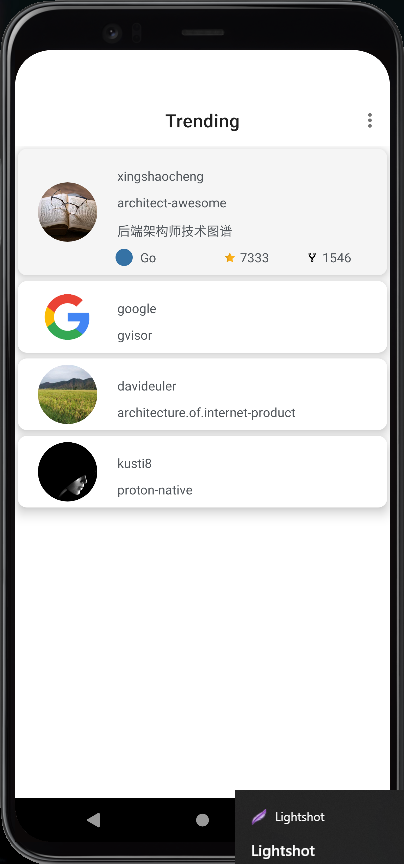 Trending
xingshaocheng
architect-awesome
后端架构师技术图谱
Go 7333 1546
google
gvisor
davideuler
architecture.of.internet-product
kusti8
proton-native
Lightshot
Lightshot